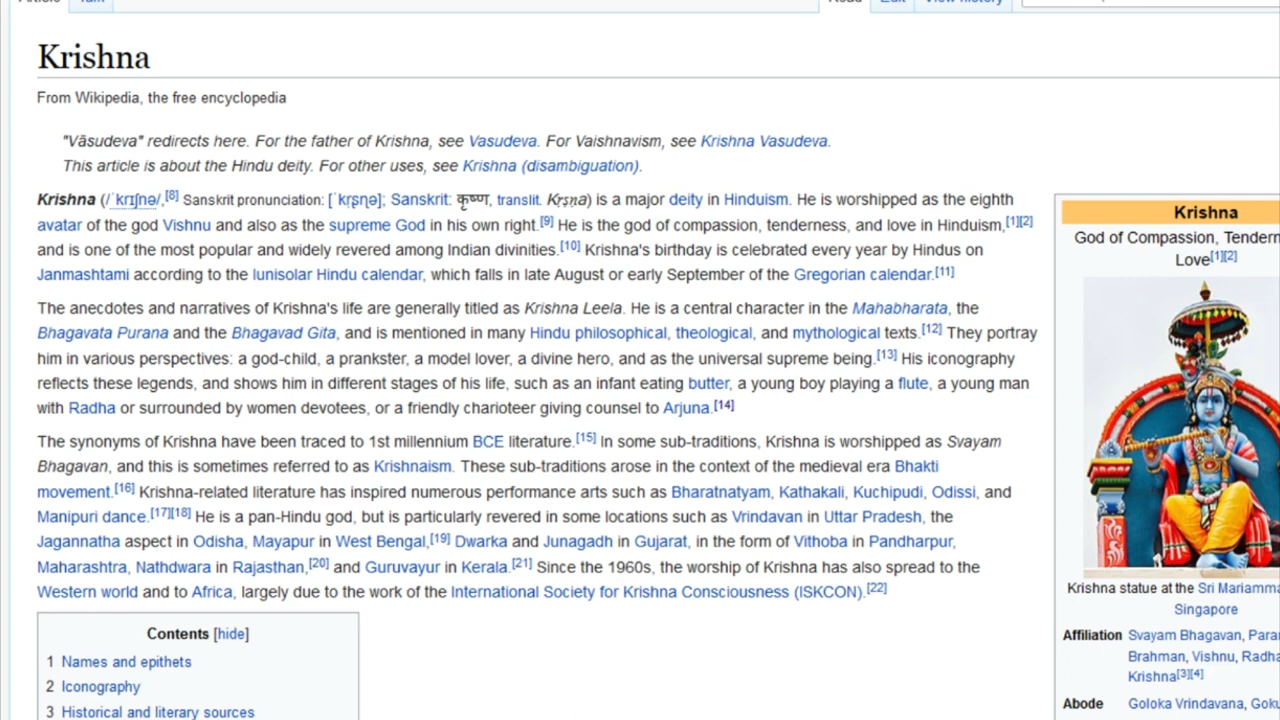 Krishna
From Wikipedia, the free encyclopedia
"Vāsudeva" redirects here. For the father of Krishna, see Vasudeva. For Vaishnavism, see Krishna Vasudeva.
This article is about the Hindu deity. For other uses, see Krishna (disambiguation).
Krishna (/ˈkrɪʃnə/,[8] Sanskrit pronunciation: [ˈkr̩ʂɳə]; Sanskrit: कृष्ण, translit. Kṛṣṇa) is a major deity in Hinduism. He is worshipped as the eighth
avatar of the god Vishnu and also as the supreme God in his own right.[9] He is the god of compassion, tenderness, and love in Hinduism,[1][2]
and is one of the most popular and widely revered among Indian divinities.[10] Krishna's birthday is celebrated every year by Hindus on
Janmashtami according to the lunisolar Hindu calendar, which falls in late August or early September of the Gregorian calendar.[11]
The anecdotes and narratives of Krishna's life are generally titled as Krishna Leela. He is a central character in the Mahabharata, the
Bhagavata Purana and the Bhagavad Gita, and is mentioned in many Hindu philosophical, theological, and mythological texts.[12] They portray
him in various perspectives: a god-child, a prankster, a model lover, a divine hero, and as the universal supreme being.[13] His iconography
reflects these legends, and shows him in different stages of his life, such as an infant eating butter, a young boy playing a flute, a young man
with Radha or surrounded by women devotees, or a friendly charioteer giving counsel to Arjuna.[14]
The synonyms of Krishna have been traced to 1st millennium BCE literature.[15] In some sub-traditions, Krishna is worshipped as Svayam
Bhagavan, and this is sometimes referred to as Krishnaism. These sub-traditions arose in the context of the medieval era Bhakti
movement.[16] Krishna-related literature has inspired numerous performance arts such as Bharatnatyam, Kathakali, Kuchipudi, Odissi, and
Manipuri dance.[17][18] He is a pan-Hindu god, but is particularly revered in some locations such as Vrindavan in Uttar Pradesh, the
Jagannatha aspect in Odisha, Mayapur in West Bengal,[19] Dwarka and Junagadh in Gujarat, in the form of Vithoba in Pandharpur,
Maharashtra, Nathdwara in Rajasthan,[20] and Guruvayur in Kerala.[21] Since the 1960s, the worship of Krishna has also spread to the
Western world and to Africa, largely due to the work of the International Society for Krishna Consciousness (ISKCON).[22]
Contents [hide]
1 Names and epithets
2 Iconography
3 Historical and literary sources
Krishna
God of Compassion,
Love[1][2]
Krishna statue at the Sri
Singapore
Affiliation Svayam Bhagavan,
Brahman, Vishnu,
Krishna[3][4]
Abode Goloka Vrindavana,